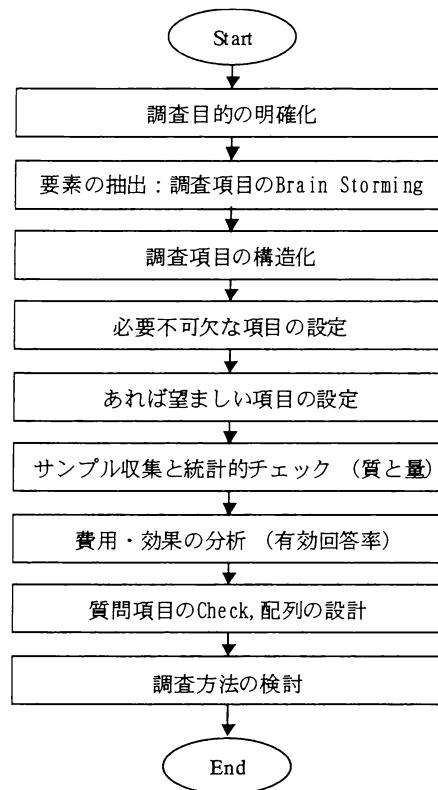 Start
調査目的の明確化
要素の抽出：調査項目のBrain Storming
調査項目の構造化
必要不可欠な項目の設定
あれば望ましい項目の設定
サンプル収集と統計的チェック （質と量）
費用・効果の分析 （有効回答率）
質問項目のCheck,配列の設計
調査方法の検討
End